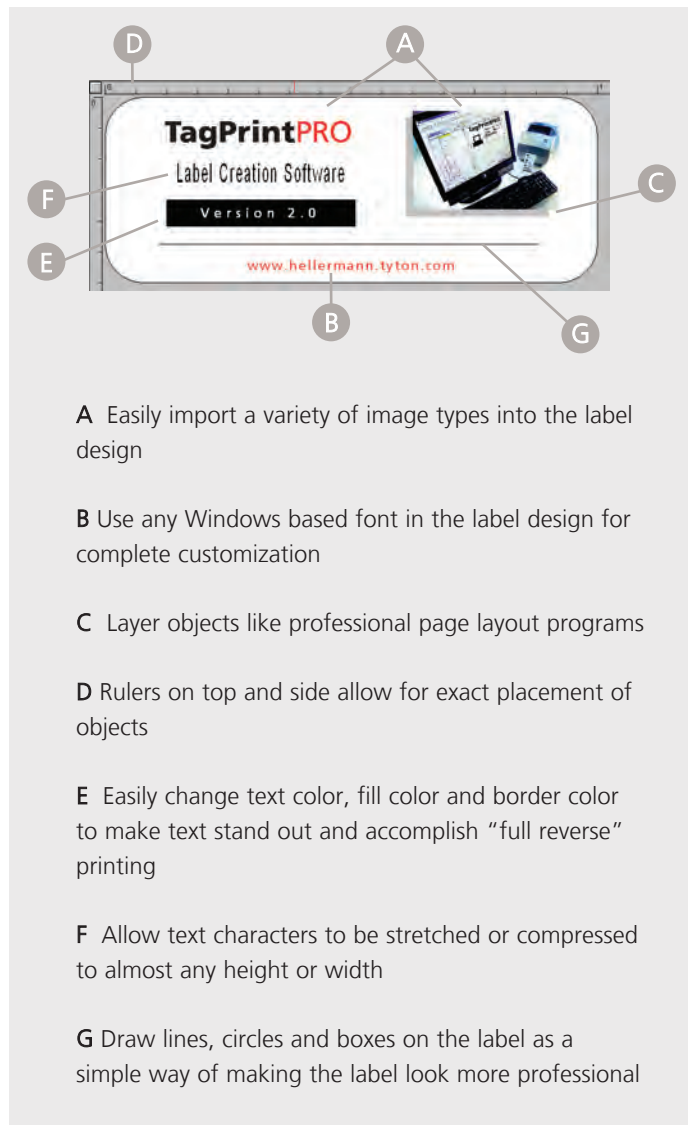 D A
TagPrintPRO
Label Creation Software
F
C
Version 2.0
E
www.hellermann.tyton.com
B
G
A Easily import a variety of image types into the label
design
B Use any Windows based font in the label design for
complete customization
C Layer objects like professional page layout programs
D Rulers on top and side allow for exact placement of
objects
E Easily change text color, fill color and border color
to make text stand out and accomplish “full reverse”
printing
F Allow text characters to be stretched or compressed
to almost any height or width
G Draw lines, circles and boxes on the label as a
simple way of making the label look more professional